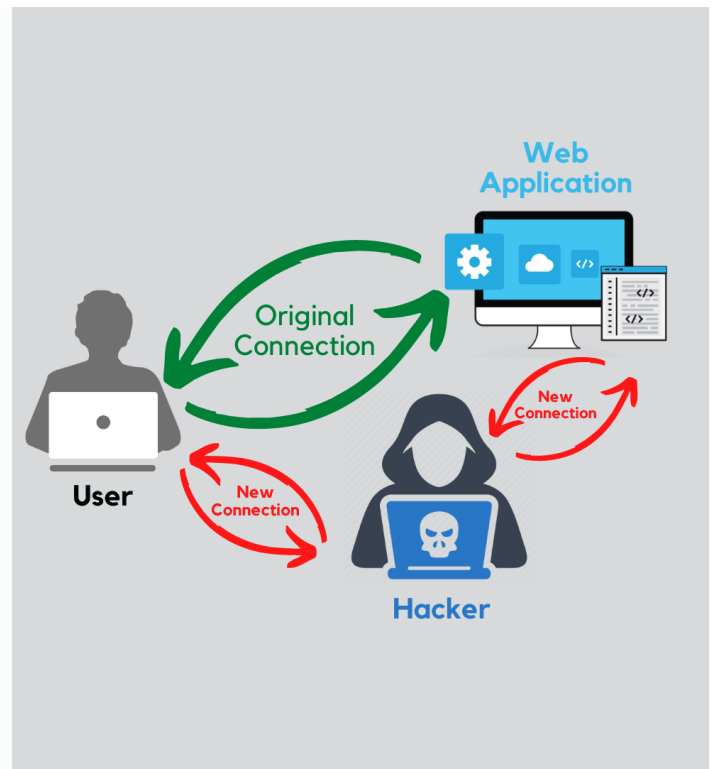 Web
Application
</>
</>
</>
Original
Connection
New
Connection
User
New
Connection
Hacker